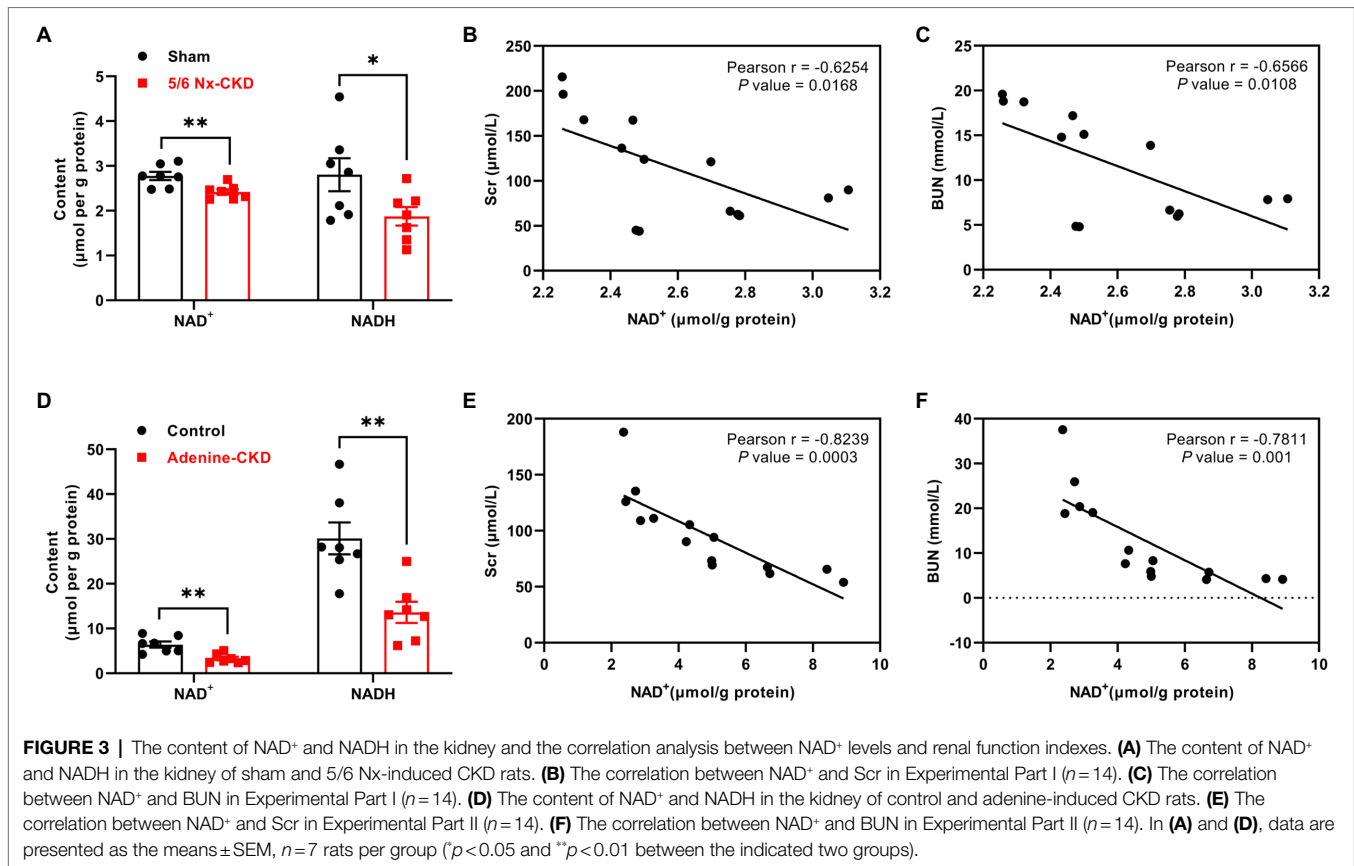 A
Sham
5/6 Nx-CKD
Content
(µmol per g protein)
5
4
3
2
1
0
**
*
NAD⁺
NADH
B
Pearson r = -0.6254
P value = 0.0168
Scr (µmol/L)
250
200
150
100
50
0
2.2 2.4 2.6 2.8 3.0 3.2
NAD⁺ (µmol/g protein)
C
Pearson r = -0.6566
P value = 0.0108
BUN (mmol/L)
25
20
15
10
5
0
2.2 2.4 2.6 2.8 3.0 3.2
NAD⁺(µmol/g protein)
D
Control
Adenine-CKD
Content
(µmol per g protein)
50
40
30
20
10
0
**
**
NAD⁺
NADH
E
Pearson r = -0.8239
P value = 0.0003
Scr (µmol/L)
200
150
100
50
0
0 2 4 6 8 10
NAD⁺(µmol/g protein)
F
Pearson r = -0.7811
P value = 0.001
BUN (mmol/L)
40
30
20
10
0
-10
0 2 4 6 8 10
NAD⁺(µmol/g protein)
FIGURE 3 | The content of NAD⁺ and NADH in the kidney and the correlation analysis between NAD⁺ levels and renal function indexes. (A) The content of NAD⁺
and NADH in the kidney of sham and 5/6 Nx-induced CKD rats. (B) The correlation between NAD⁺ and Scr in Experimental Part I (n = 14). (C) The correlation
between NAD⁺ and BUN in Experimental Part I (n = 14). (D) The content of NAD⁺ and NADH in the kidney of control and adenine-induced CKD rats. (E) The
correlation between NAD⁺ and Scr in Experimental Part II (n = 14). (F) The correlation between NAD⁺ and BUN in Experimental Part II (n = 14). In (A) and (D), data are
presented as the means ± SEM, n = 7 rats per group (*p < 0.05 and **p < 0.01 between the indicated two groups).